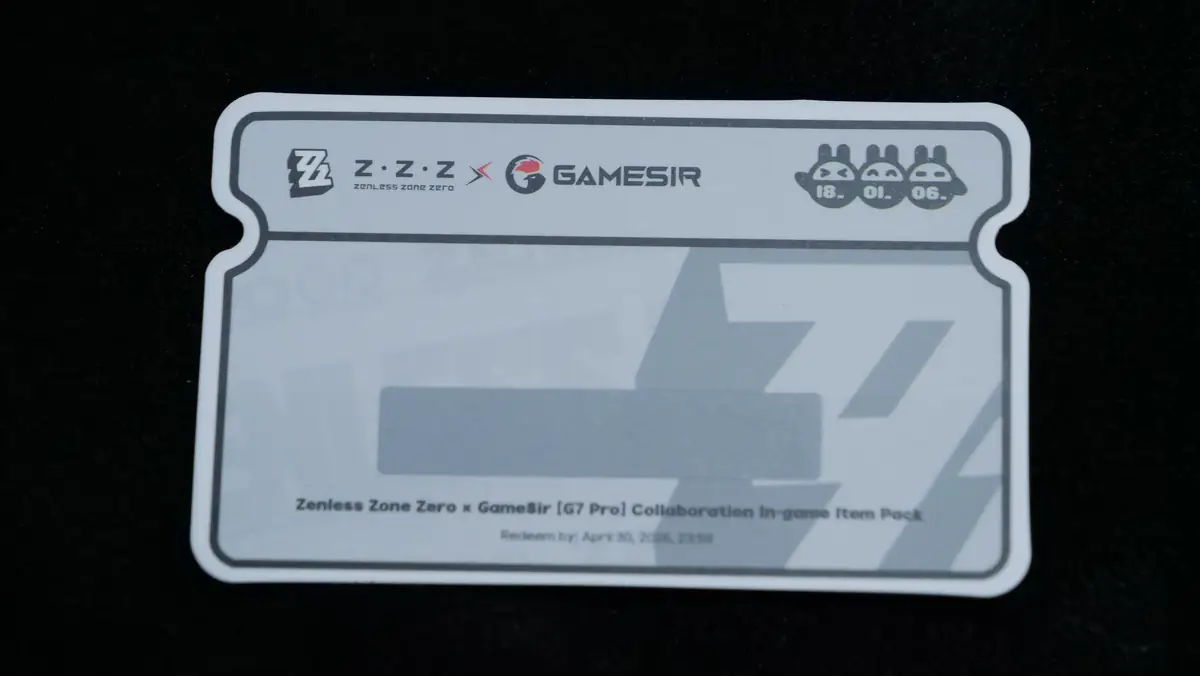 Z·Z·Z
ZENLESS ZONE ZERO
GAMESIR
18. 01. 06.
Zenless Zone Zero × GameSir [G7 Pro] Collaboration In-game Item Pack
Redeem by: April 30, 2026, 23:59